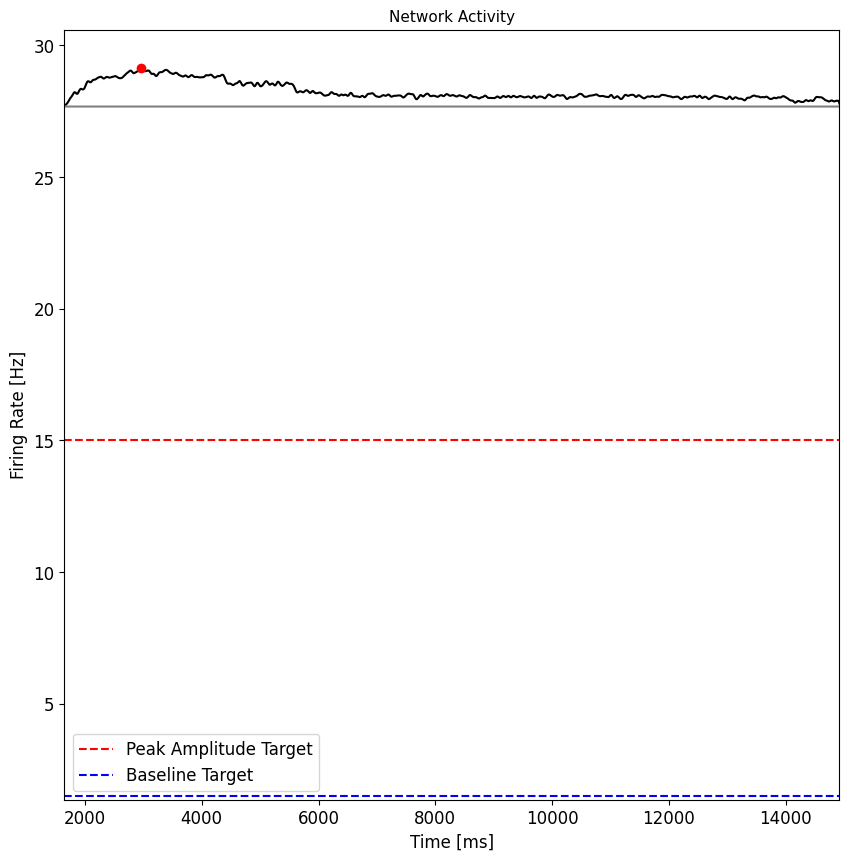 Network Activity
30
25
20
15
10
5
Firing Rate [Hz]
Peak Amplitude Target
Baseline Target
2000 4000 6000 8000 10000 12000 14000
Time [ms]